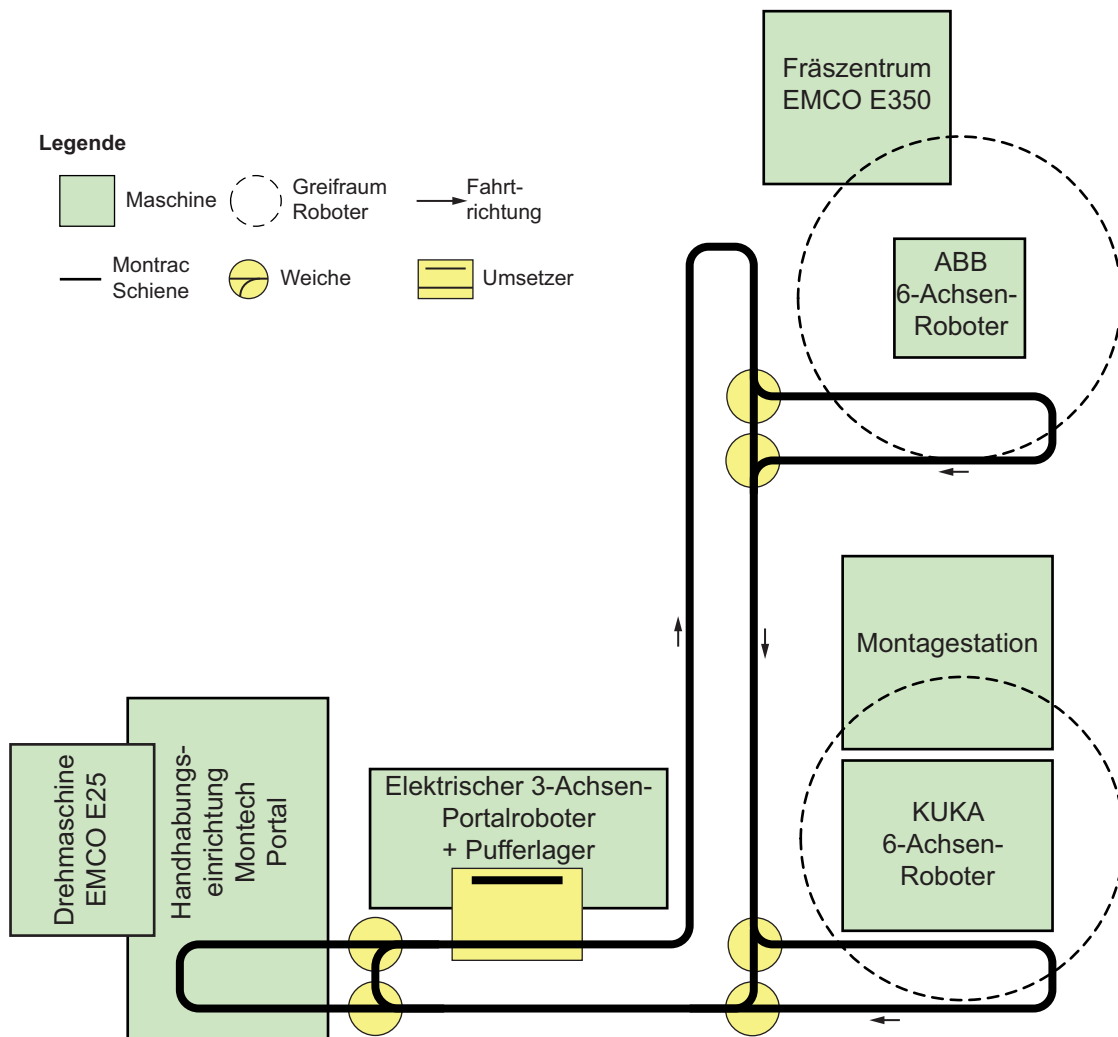 Legende
Maschine
Greifraum
Roboter
Fahrt-
richtung
Montrac
Schiene
Weiche
Umsetzer
Fräszentrum
EMCO E350
ABB
6-Achsen-
Roboter
Montagestation
KUKA
6-Achsen-
Roboter
Elektrischer 3-Achsen-
Portalroboter
+ Pufferlager
Drehmaschine
EMCO E25
Handhabungs-
einrichtung
Montech
Portal